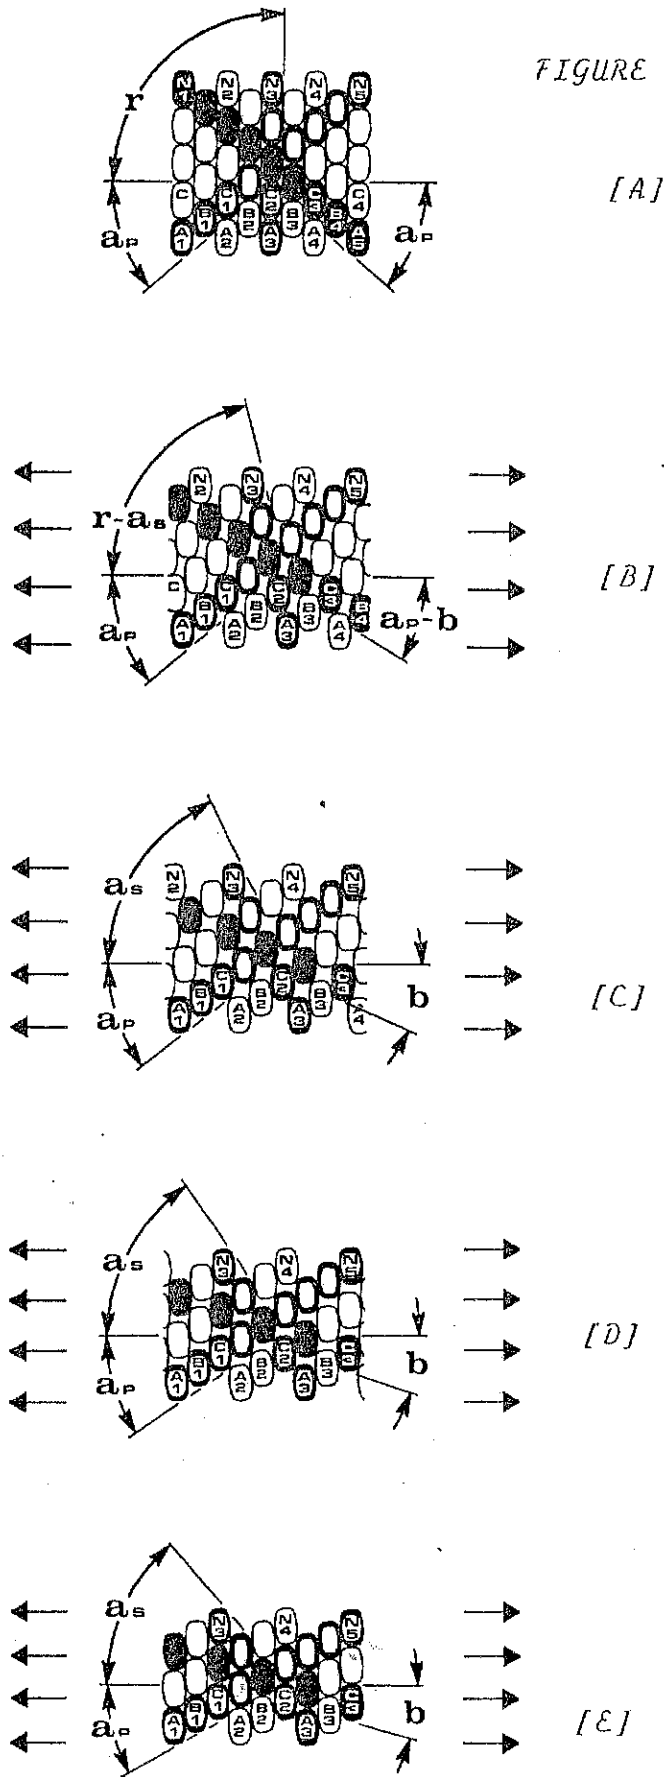 FIGURE
r
N1 N2 N3 N4 N5
[A]
C C1 C2 C3 C4
B1 B2 B3 B4
A1 A2 A3 A4 A5
aP aP
N2 N3 N4 N5
r-as
[B]
C C1 C2 C3
B1 B2 B3 B4
A1 A2 A3 A4
aP aP-b
as
N2 N3 N4 N5
[C]
C1 C2 C3
B1 B2 B3
A1 A2 A3 4
aP b
as
N3 N4 N5
[D]
C1 C2 C3
B1 B2 B3
A1 A2 A3
aP b
as
N3 N4 N5
[E]
C1 C2 C3
B1 B2 B3
A1 A2 A3
aP b